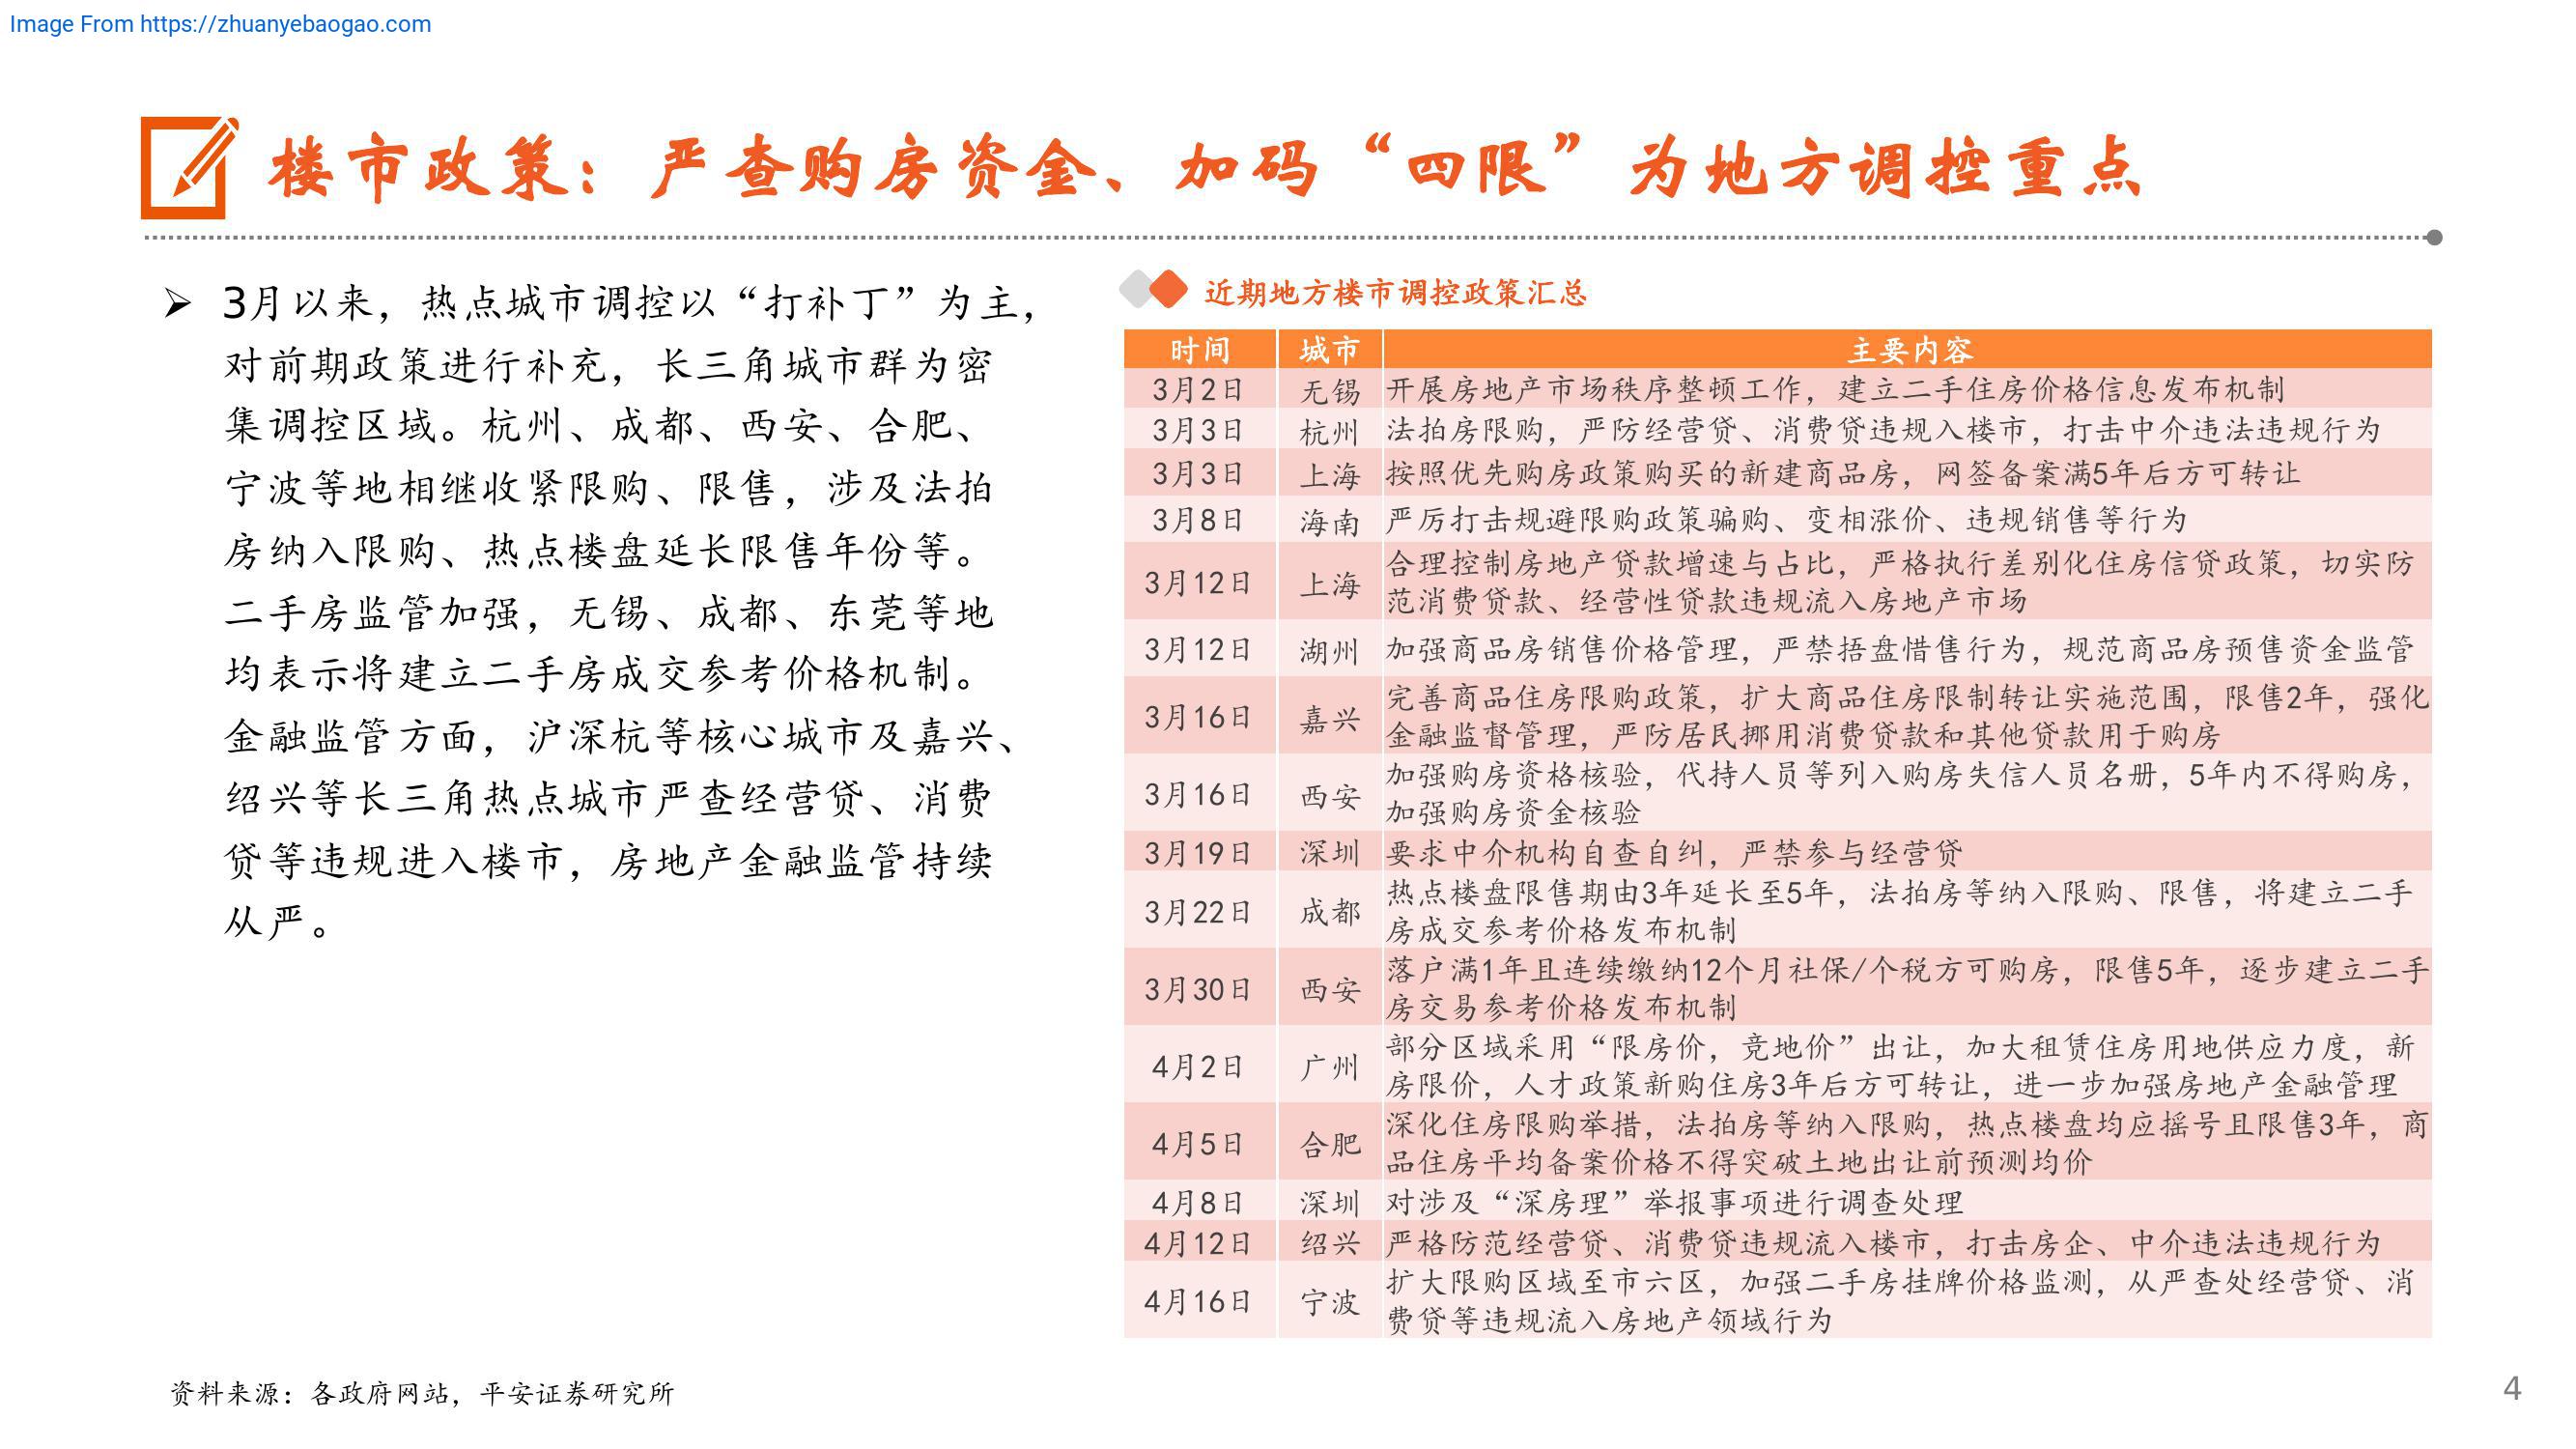 Image From https://zhuanyebaogao.com
楼市政策：严查购房资金、加码“四限”为地方调控重点
3月以来，热点城市调控以“打补丁”为主，
对前期政策进行补充，长三角城市群为密
集调控区域。杭州、成都、西安、合肥、
宁波等地相继收紧限购、限售，涉及法拍
房纳入限购、热点楼盘延长限售年份等。
二手房监管加强，无锡、成都、东莞等地
均表示将建立二手房成交参考价格机制。
金融监管方面，沪深杭等核心城市及嘉兴、
绍兴等长三角热点城市严查经营贷、消费
贷等违规进入楼市，房地产金融监管持续
从严。
近期地方楼市调控政策汇总
时间 城市 主要内容
3月2日 无锡 开展房地产市场秩序整顿工作，建立二手住房价格信息发布机制
3月3日 杭州 法拍房限购，严防经营贷、消费贷违规入楼市，打击中介违法违规行为
3月3日 上海 按照优先购房政策购买的新建商品房，网签备案满5年后方可转让
3月8日 海南 严厉打击规避限购政策骗购、变相涨价、违规销售等行为
3月12日 上海 合理控制房地产贷款增速与占比，严格执行差别化住房信贷政策，切实防
范消费贷款、经营性贷款违规流入房地产市场
3月12日 湖州 加强商品房销售价格管理，严禁捂盘惜售行为，规范商品房预售资金监管
3月16日 嘉兴 完善商品住房限购政策，扩大商品住房限制转让实施范围，限售2年，强化
金融监督管理，严防居民挪用消费贷款和其他贷款用于购房
3月16日 西安 加强购房资格核验，代持人员等列入购房失信人员名册，5年内不得购房，
加强购房资金核验
3月19日 深圳 要求中介机构自查自纠，严禁参与经营贷
3月22日 成都 热点楼盘限售期由3年延长至5年，法拍房等纳入限购、限售，将建立二手
房成交参考价格发布机制
3月30日 西安 落户满1年且连续缴纳12个月社保/个税方可购房，限售5年，逐步建立二手
房交易参考价格发布机制
4月2日 广州 部分区域采用“限房价，竞地价”出让，加大租赁住房用地供应力度，新
房限价，人才政策新购住房3年后方可转让，进一步加强房地产金融管理
4月5日 合肥 深化住房限购举措，法拍房等纳入限购，热点楼盘均应摇号且限售3年，商
品住房平均备案价格不得突破土地出让前预测均价
4月8日 深圳 对涉及“深房理”举报事项进行调查处理
4月12日 绍兴 严格防范经营贷、消费贷违规流入楼市，打击房企、中介违法违规行为
4月16日 宁波 扩大限购区域至市六区，加强二手房挂牌价格监测，从严查处经营贷、消
费贷等违规流入房地产领域行为
资料来源：各政府网站，平安证券研究所
4